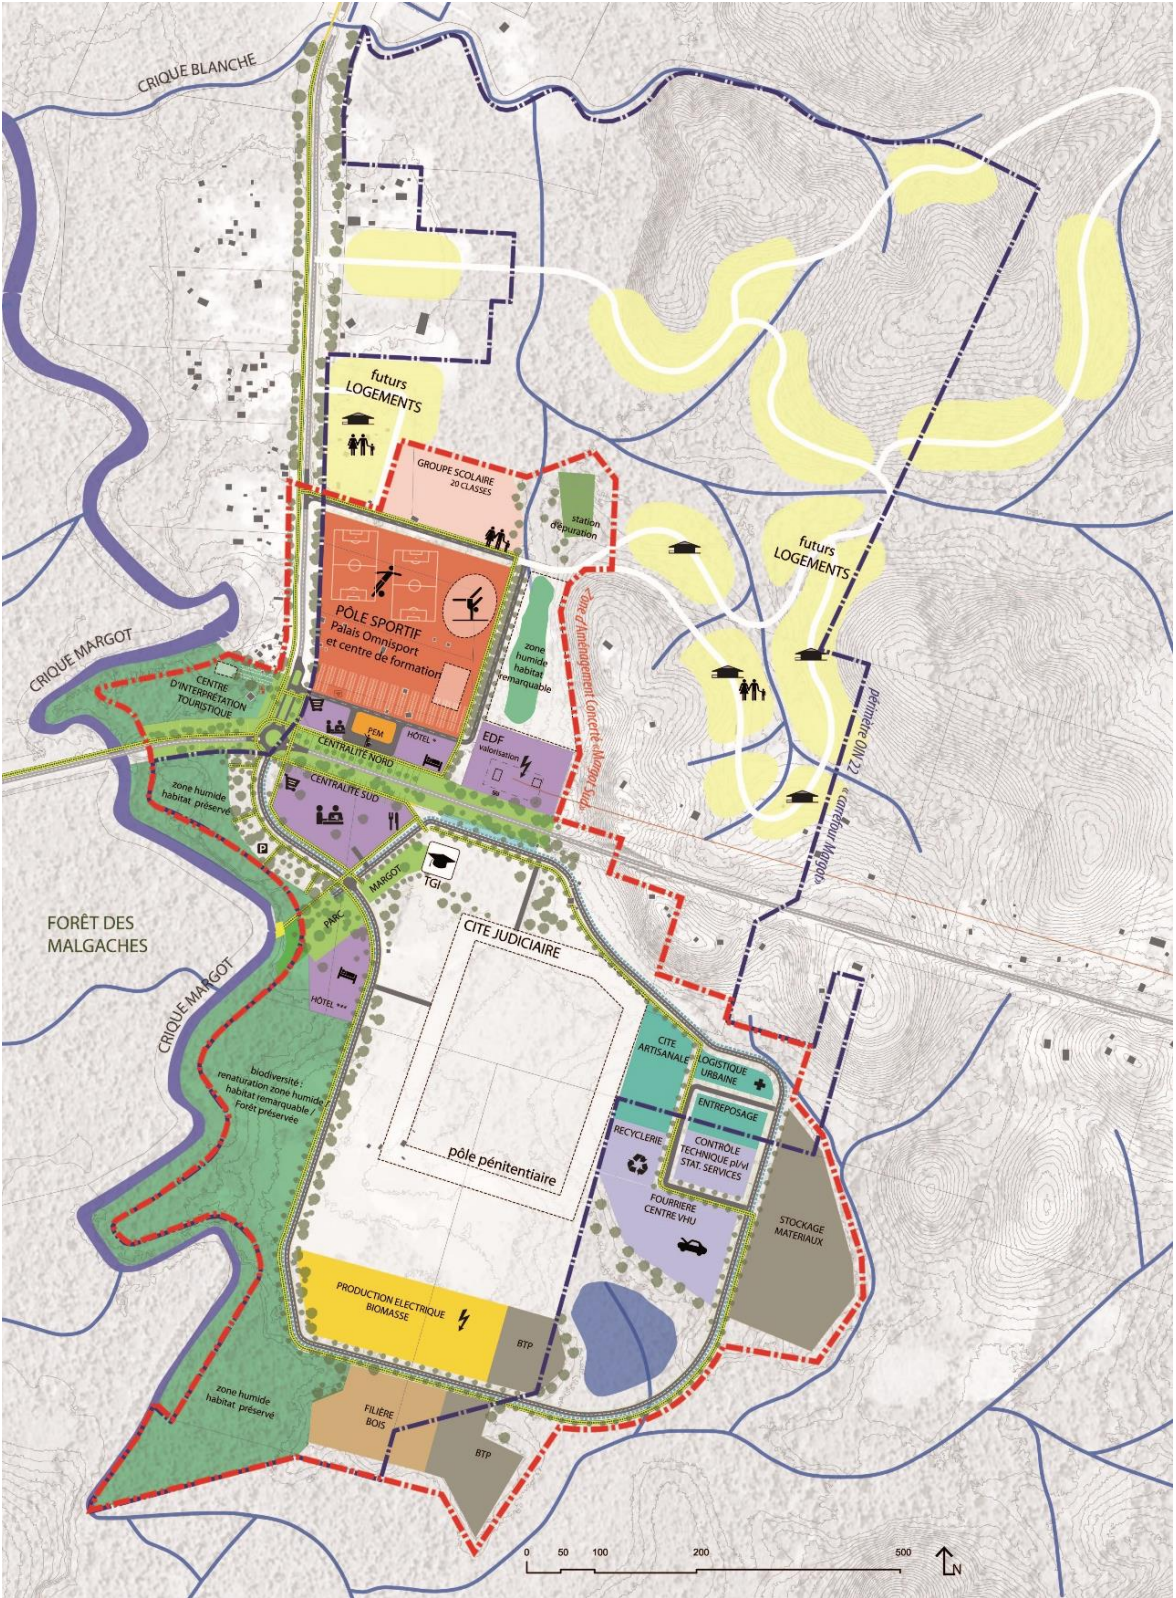 CRIQUE BLANCHE
futurs
LOGEMENTS
GROUPE SCOLAIRE
20 CLASSES
station
d'épuration
futurs
LOGEMENTS
PÔLE SPORTIF
Palais Omnisport
et centre de formation
zone
humide
habitat
remarquable
Zone d'Aménagement Concerté «Margot Sud»
périmètre OIN 22
« carrefour Margot»
CRIQUE MARGOT
CENTRE
D'INTERPRÉTATION
TOURISTIQUE
PEM
HÔTEL *
EDF
valorisation
CENTRALITÉ NORD
CENTRALITÉ SUD
zone humide
habitat préservé
P
MARGOT
PARC
TGI
FORÊT DES
MALGACHES
CITE JUDICIAIRE
CRIQUE MARGOT
HÔTEL ***
CITE
ARTISANALE
LOGISTIQUE
URBAINE
biodiversité :
renaturation zone humide /
habitat remarquable /
Forêt préservée
ENTREPOSAGE
RECYCLERIE
CONTRÔLE
TECHNIQUE pl/vl
STAT. SERVICES
pôle pénitentiaire
FOURRIERE
CENTRE VHU
STOCKAGE
MATERIAUX
PRODUCTION ELECTRIQUE
BIOMASSE
BTP
zone humide
habitat préservé
FILIÈRE
BOIS
BTP
0 50 100 200 500
N